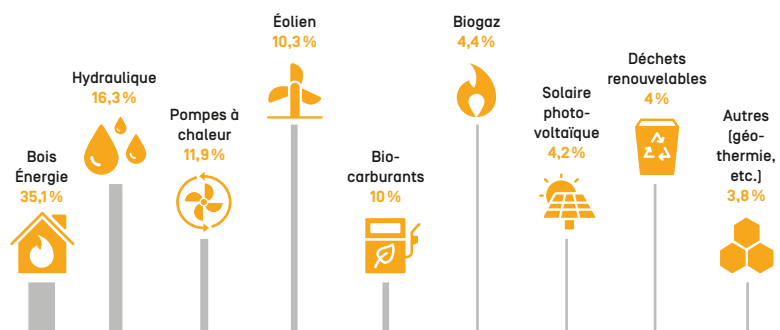 Bois
Énergie
35,1 %
Hydraulique
16,3 %
Pompes à
chaleur
11,9 %
Éolien
10,3 %
Bio-
carburants
10 %
Biogaz
4,4 %
Solaire
photo-
voltaïque
4,2 %
Déchets
renouvelables
4 %
Autres
(géo-
thermie,
etc.)
3,8 %